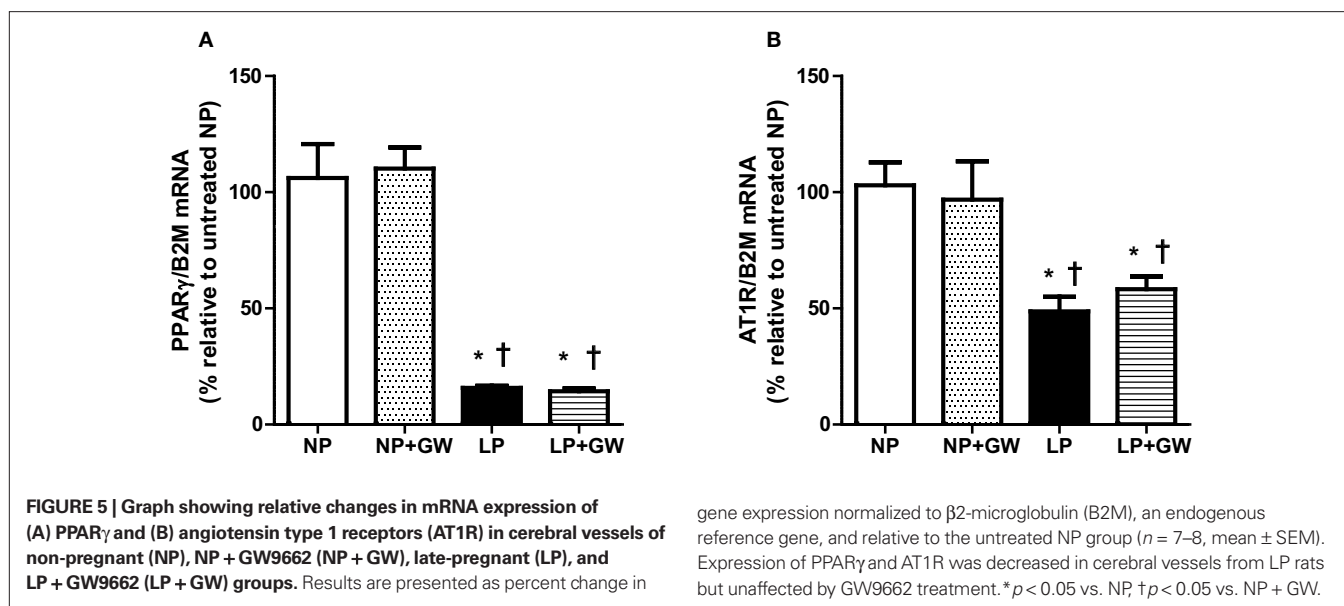 A
PPARγ/B2M mRNA
(% relative to untreated NP)
150
100
50
0
* † * †
NP NP+GW LP LP+GW
B
AT1R/B2M mRNA
(% relative to untreated NP)
150
100
50
0
* † * †
NP NP+GW LP LP+GW
FIGURE 5 | Graph showing relative changes in mRNA expression of
(A) PPARγ and (B) angiotensin type 1 receptors (AT1R) in cerebral vessels of
non-pregnant (NP), NP + GW9662 (NP + GW), late-pregnant (LP), and
LP + GW9662 (LP + GW) groups. Results are presented as percent change in
gene expression normalized to β2-microglobulin (B2M), an endogenous
reference gene, and relative to the untreated NP group (n = 7–8, mean ± SEM).
Expression of PPARγ and AT1R was decreased in cerebral vessels from LP rats
but unaffected by GW9662 treatment. *p < 0.05 vs. NP, †p < 0.05 vs. NP + GW.